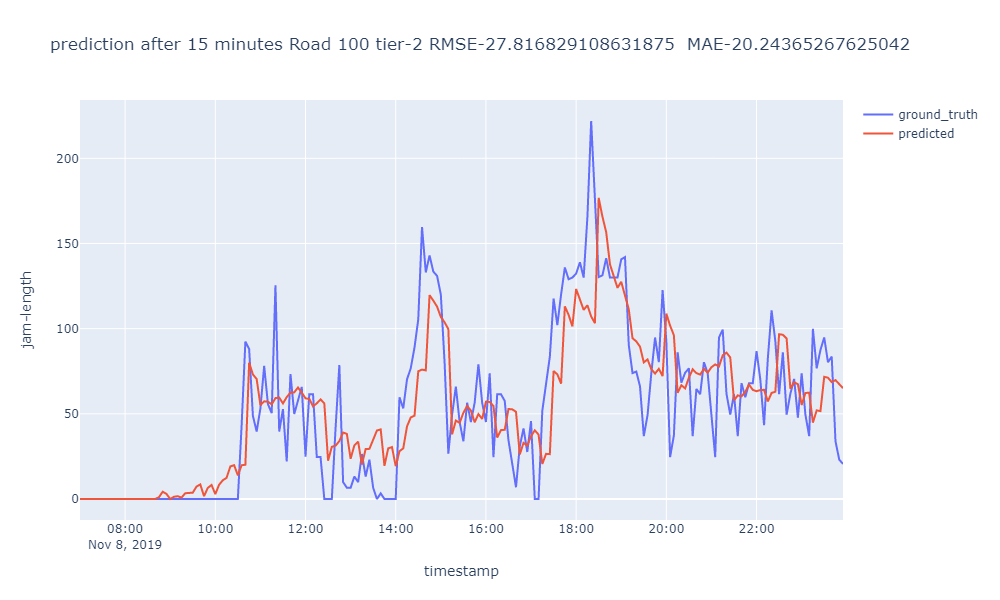 prediction after 15 minutes Road 100 tier-2 RMSE-27.816829108631875  MAE-20.24365267625042
ground_truth
predicted
200
150
100
50
0
jam-length
08:00 10:00 12:00 14:00 16:00 18:00 20:00 22:00
Nov 8, 2019
timestamp